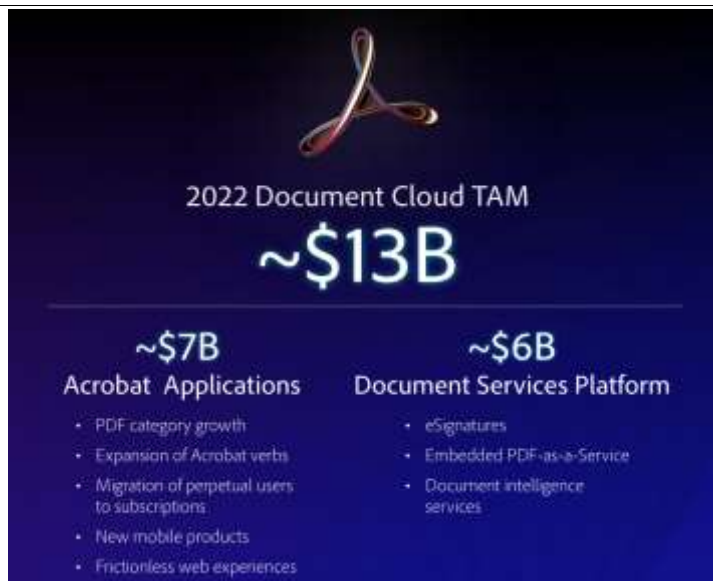 2022 Document Cloud TAM
~$13B
~$7B
Acrobat Applications
• PDF category growth
• Expansion of Acrobat verbs
• Migration of perpetual users
to subscriptions
• New mobile products
• Frictionless web experiences
~$6B
Document Services Platform
• eSignatures
• Embedded PDF-as-a-Service
• Document intelligence
services